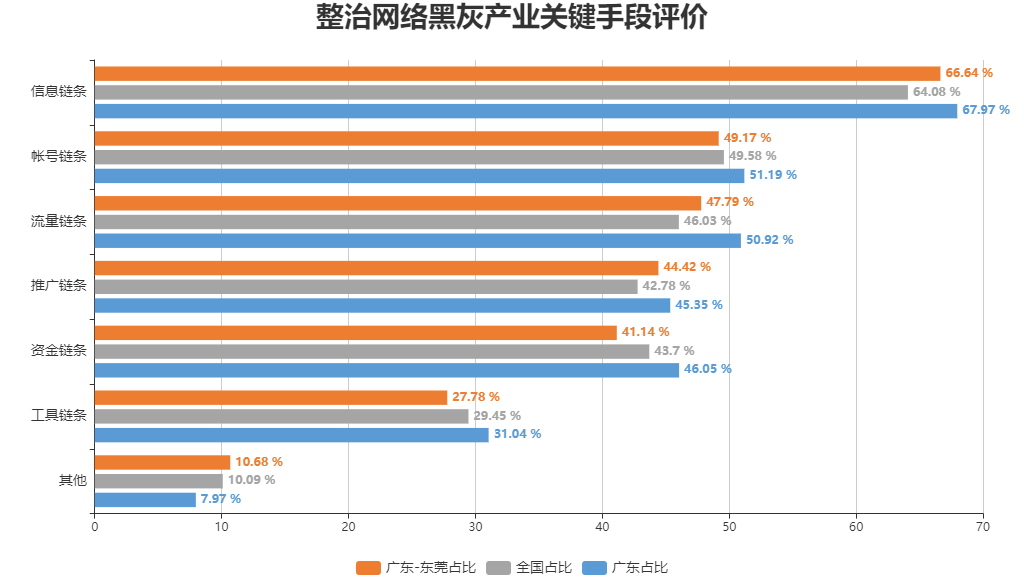 整治网络黑灰产业关键手段评价
信息链条
66.64 %
64.08 %
67.97 %
帐号链条
49.17 %
49.58 %
51.19 %
流量链条
47.79 %
46.03 %
50.92 %
推广链条
44.42 %
42.78 %
45.35 %
资金链条
41.14 %
43.7 %
46.05 %
工具链条
27.78 %
29.45 %
31.04 %
其他
10.68 %
10.09 %
7.97 %
0 10 20 30 40 50 60 70
广东-东莞占比 全国占比 广东占比